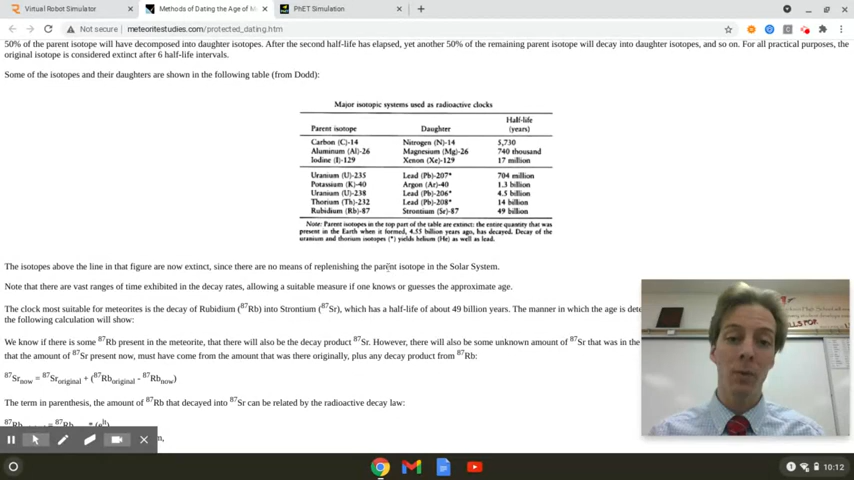 Virtual Robot Simulator
Methods of Dating the Age of M
PhET Simulation
Not secure
meteoritestudies.com/protected_dating.htm
50% of the parent isotope will have decomposed into daughter isotopes. After the second half-life has elapsed, yet another 50% of the remaining parent isotope will decay into daughter isotopes, and so on. For all practical purposes, the
original isotope is considered extinct after 6 half-life intervals.
Some of the isotopes and their daughters are shown in the following table (from Dodd):
Major isotopic systems used as radioactive clocks
Parent isotope Daughter Half-life (years)
Carbon (C)-14 Nitrogen (N)-14 5,730
Aluminum (Al)-26 Magnesium (Mg)-26 740 thousand
Iodine (I)-129 Xenon (Xe)-129 17 million
Uranium (U)-235 Lead (Pb)-207* 704 million
Potassium (K)-40 Argon (Ar)-40 1.3 billion
Uranium (U)-238 Lead (Pb)-206* 4.5 billion
Thorium (Th)-232 Lead (Pb)-208* 14 billion
Rubidium (Rb)-87 Strontium (Sr)-87 49 billion
Note: Parent isotopes in the top part of the table are extinct: the entire quantity that was
present in the Earth when it formed, 4.55 billion years ago, has decayed. Decay of the
uranium and thorium isotopes (*) yields helium (He) as well as lead.
The isotopes above the line in that figure are now extinct, since there are no means of replenishing the parent isotope in the Solar System.
Note that there are vast ranges of time exhibited in the decay rates, allowing a suitable measure if one knows or guesses the approximate age.
The clock most suitable for meteorites is the decay of Rubidium (87Rb) into Strontium (87Sr), which has a half-life of about 49 billion years. The manner in which the age is
the following calculation will show:
We know if there is some 87Rb present in the meteorite, that there will also be the decay product 87Sr. However, there will also be some unknown amount of 87Sr that was in the
that the amount of 87Sr present now, must have come from the amount that was there originally, plus any decay product from 87Rb:
87Sr now = 87Sr original + (87Rb original - 87Rb now)
The term in parenthesis, the amount of 87Rb that decayed into 87Sr can be related by the radioactive decay law:
10:12